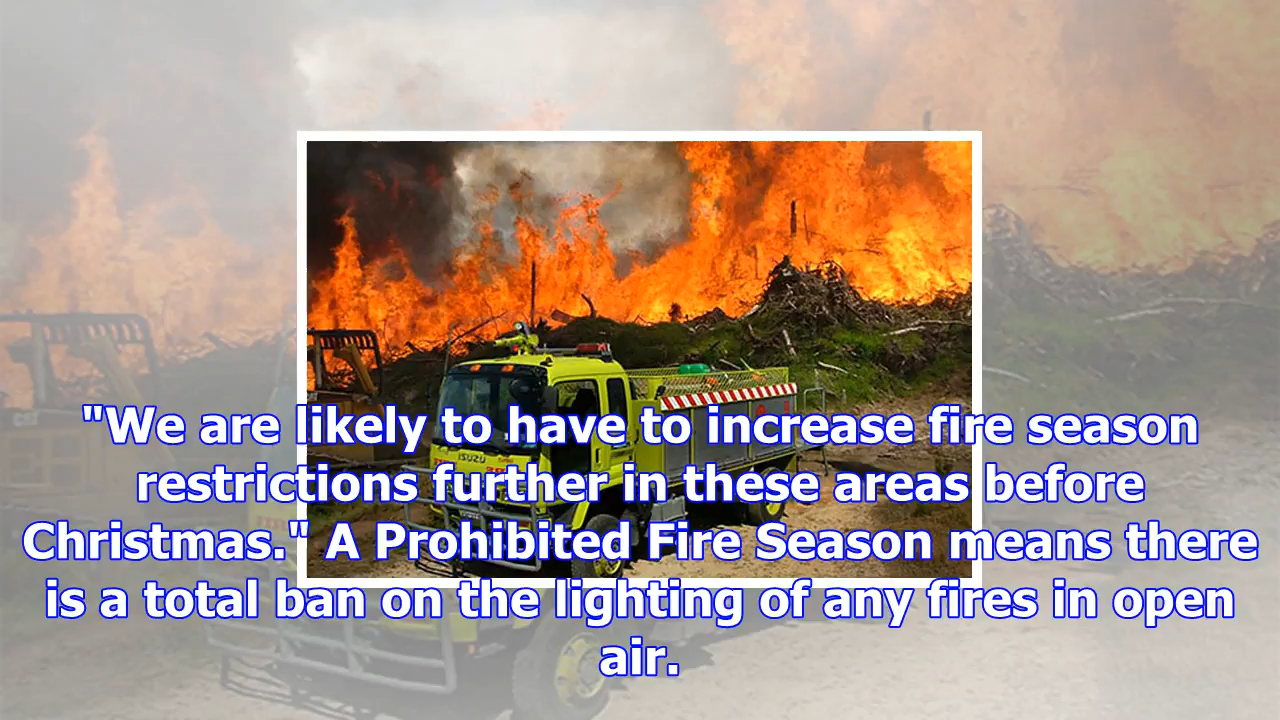 "We are likely to have to increase fire season
restrictions further in these areas before
Christmas." A Prohibited Fire Season means there
is a total ban on the lighting of any fires in open
air.
ISUZU